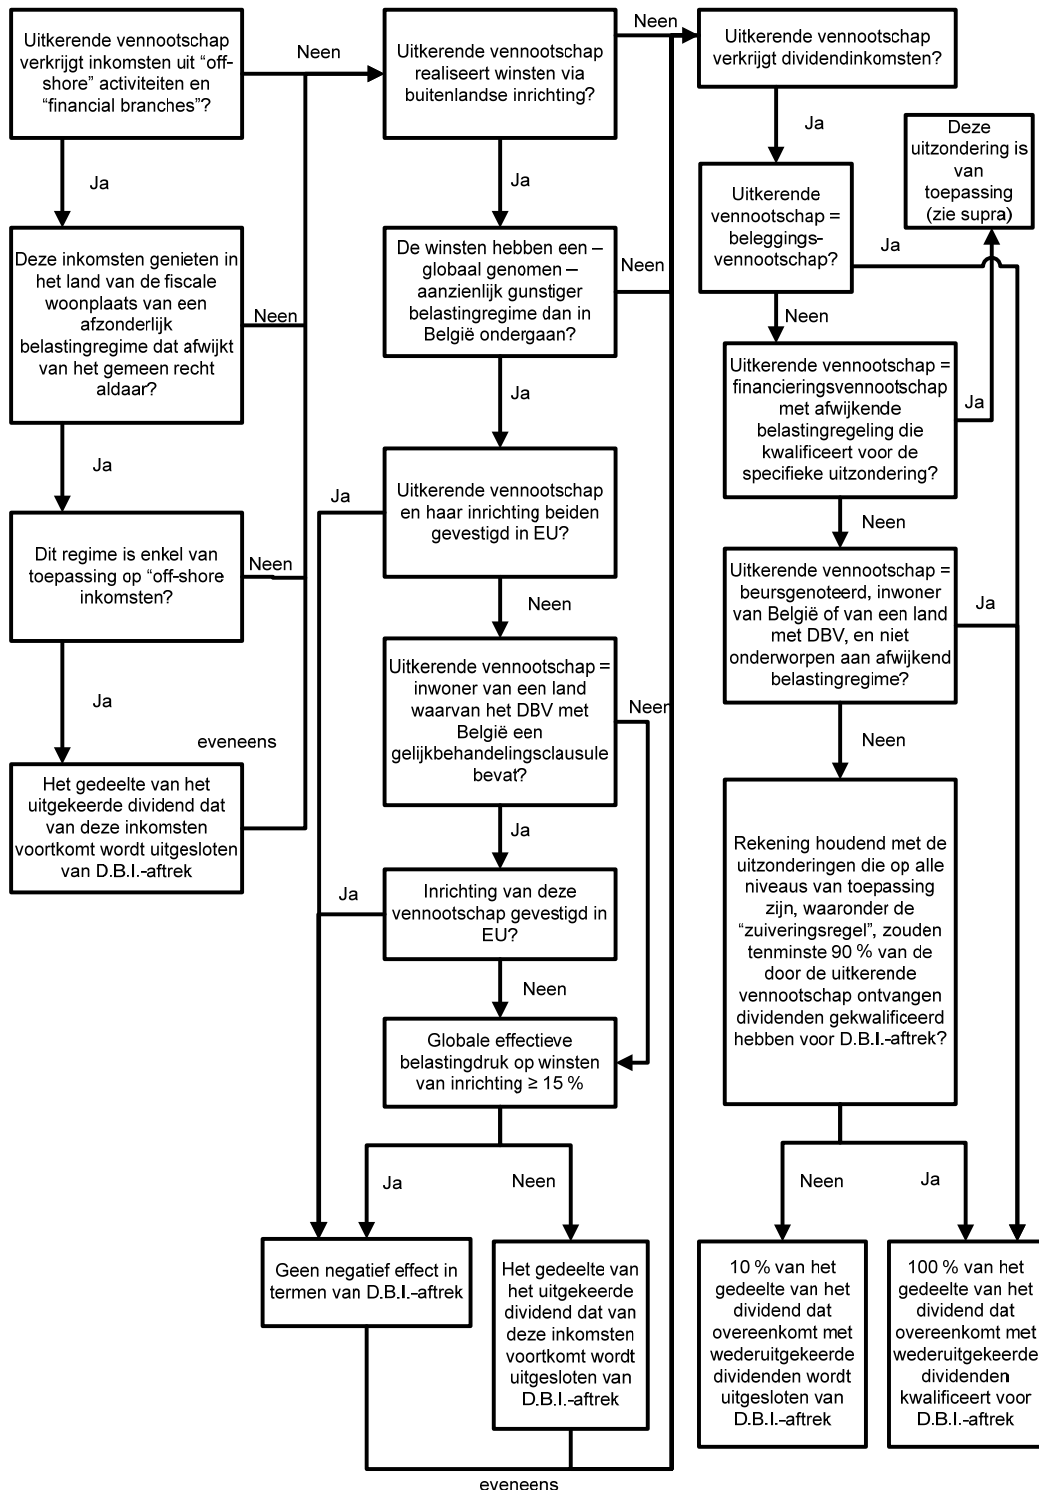 Uitkerende vennootschap
verkrijgt inkomsten uit “off-
shore” activiteiten en
“financial branches”?
Neen
Ja
Deze inkomsten genieten in
het land van de fiscale
woonplaats van een
afzonderlijk
belastingregime dat afwijkt
van het gemeen recht
aldaar?
Neen
Ja
Dit regime is enkel van
toepassing op “off-shore
inkomsten?
Neen
Ja
eveneens
Het gedeelte van het
uitgekeerde dividend dat
van deze inkomsten
voortkomt wordt uitgesloten
van D.B.I.-aftrek
Uitkerende vennootschap
realiseert winsten via
buitenlandse inrichting?
Neen
Ja
De winsten hebben een –
globaal genomen –
aanzienlijk gunstiger
belastingregime dan in
België ondergaan?
Neen
Ja
Uitkerende vennootschap
en haar inrichting beiden
gevestigd in EU?
Ja
Neen
Uitkerende vennootschap =
inwoner van een land
waarvan het DBV met
België een
gelijkbehandelingsclausule
bevat?
Neen
Ja
Inrichting van deze
vennootschap gevestigd in
EU?
Ja
Neen
Globale effectieve
belastingdruk op winsten
van inrichting ≥ 15 %
Ja
Neen
Geen negatief effect in
termen van D.B.I.-aftrek
Het gedeelte van
het uitgekeerde
dividend dat van
deze inkomsten
voortkomt wordt
uitgesloten van
D.B.I.-aftrek
eveneens
Uitkerende vennootschap
verkrijgt dividendinkomsten?
Ja
Uitkerende
vennootschap =
beleggings-
vennootschap?
Ja
Deze
uitzondering is
van
toepassing
(zie supra)
Neen
Uitkerende vennootschap =
financieringsvennootschap
met afwijkende
belastingregeling die
kwalificeert voor de
specifieke uitzondering?
Ja
Neen
Uitkerende vennootschap =
beursgenoteerd, inwoner
van België of van een land
met DBV, en niet
onderworpen aan afwijkend
belastingregime?
Ja
Neen
Rekening houdend met de
uitzonderingen die op alle
niveaus van toepassing
zijn, waaronder de
“zuiveringsregel”, zouden
tenminste 90 % van de
door de uitkerende
vennootschap ontvangen
dividenden gekwalificeerd
hebben voor D.B.I.-aftrek?
Neen
Ja
10 % van het
gedeelte van het
dividend dat
overeenkomt met
wederuitgekeerde
dividenden wordt
uitgesloten van
D.B.I.-aftrek
100 % van het
gedeelte van het
dividend dat
overeenkomt met
wederuitgekeerde
dividenden
kwalificeert voor
D.B.I.-aftrek